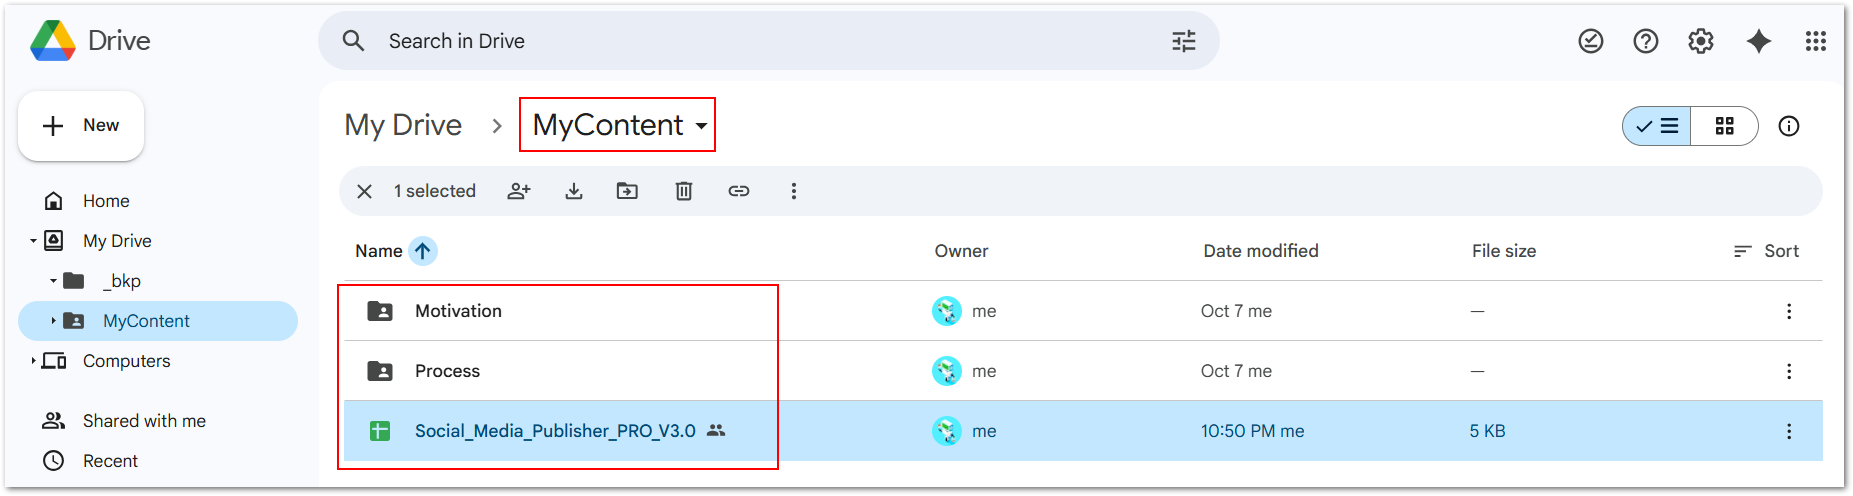 Drive
Search in Drive
New
My Drive > MyContent
1 selected
Home
My Drive
_bkp
MyContent
Computers
Shared with me
Recent
Name Owner Date modified File size Sort
Motivation me Oct 7 me —
Process me Oct 7 me —
Social_Media_Publisher_PRO_V3.0 me 10:50 PM me 5 KB